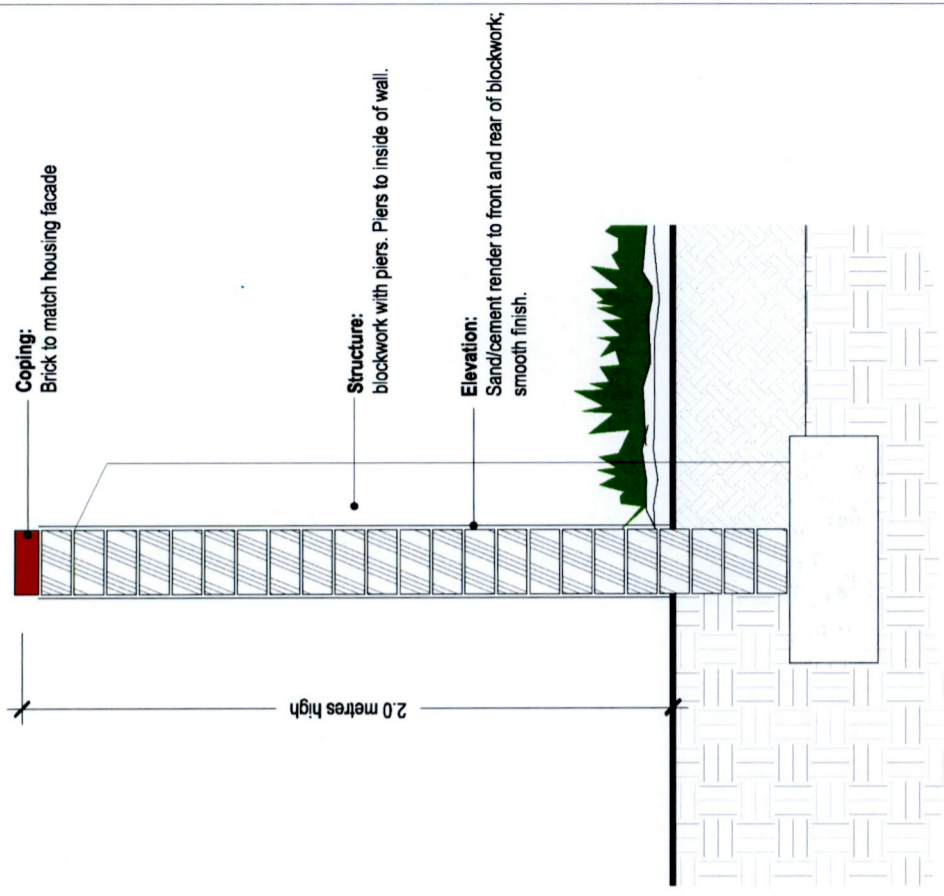 Coping:
Brick to match housing facade
Structure:
blockwork with piers. Piers to inside of wall.
Elevation:
Sand/cement render to front and rear of blockwork;
smooth finish.
2.0 metres high